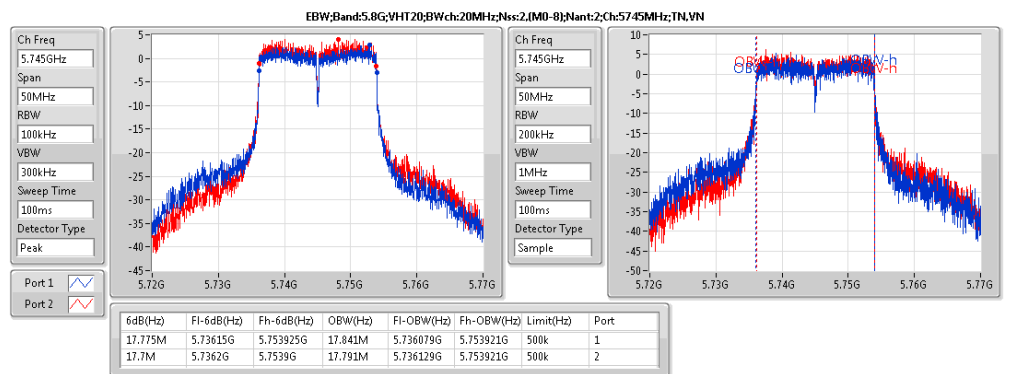 EBW;Band:5.8G;VHT20;BWch:20MHz;Nss:2,(M0-8);Nant:2;Ch:5745MHz;TN,VN
Ch Freq
5.745GHz
Span
50MHz
RBW
100kHz
VBW
300kHz
Sweep Time
100ms
Detector Type
Peak
Port 1
Port 2
5
0
-5
-10
-15
-20
-25
-30
-35
-40
-45
5.72G 5.73G 5.74G 5.75G 5.76G 5.77G
Ch Freq
5.745GHz
Span
50MHz
RBW
200kHz
VBW
1MHz
Sweep Time
100ms
Detector Type
Sample
10
5
0
-5
-10
-15
-20
-25
-30
-35
-40
-45
-50
5.72G 5.73G 5.74G 5.75G 5.76G 5.77G
6dB(Hz) Fl-6dB(Hz) Fh-6dB(Hz) OBW(Hz) Fl-OBW(Hz) Fh-OBW(Hz) Limit(Hz) Port
17.775M 5.73615G 5.753925G 17.841M 5.736079G 5.753921G 500k 1
17.7M 5.7362G 5.7539G 17.791M 5.736129G 5.753921G 500k 2